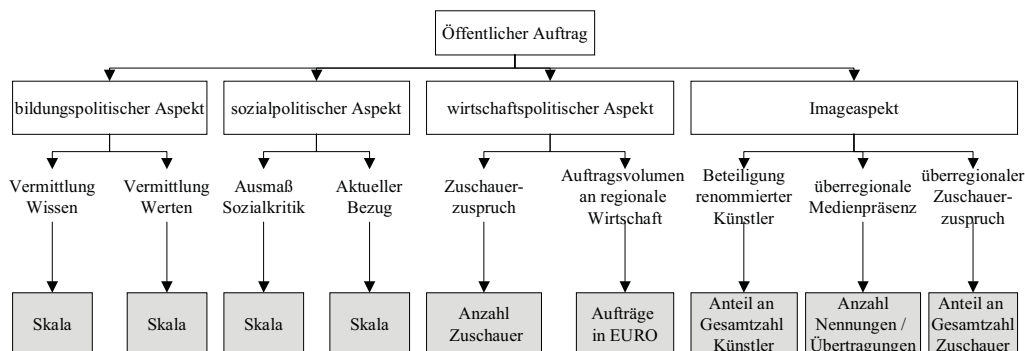 Öffentlicher Auftrag
bildungspolitischer Aspekt
sozialpolitischer Aspekt
wirtschaftspolitischer Aspekt
Imageaspekt
Vermittlung
Wissen
Vermittlung
Werten
Ausmaß
Sozialkritik
Aktueller
Bezug
Zuschauer-
zuspruch
Auftragsvolumen
an regionale
Wirtschaft
Beteiligung
renommierter
Künstler
überregionale
Medienpräsenz
überregionaler
Zuschauer-
zuspruch
Skala
Skala
Skala
Skala
Anzahl
Zuschauer
Aufträge
in EURO
Anteil an
Gesamtzahl
Künstler
Anzahl
Nennungen /
Übertragungen
Anteil an
Gesamtzahl
Zuschauer